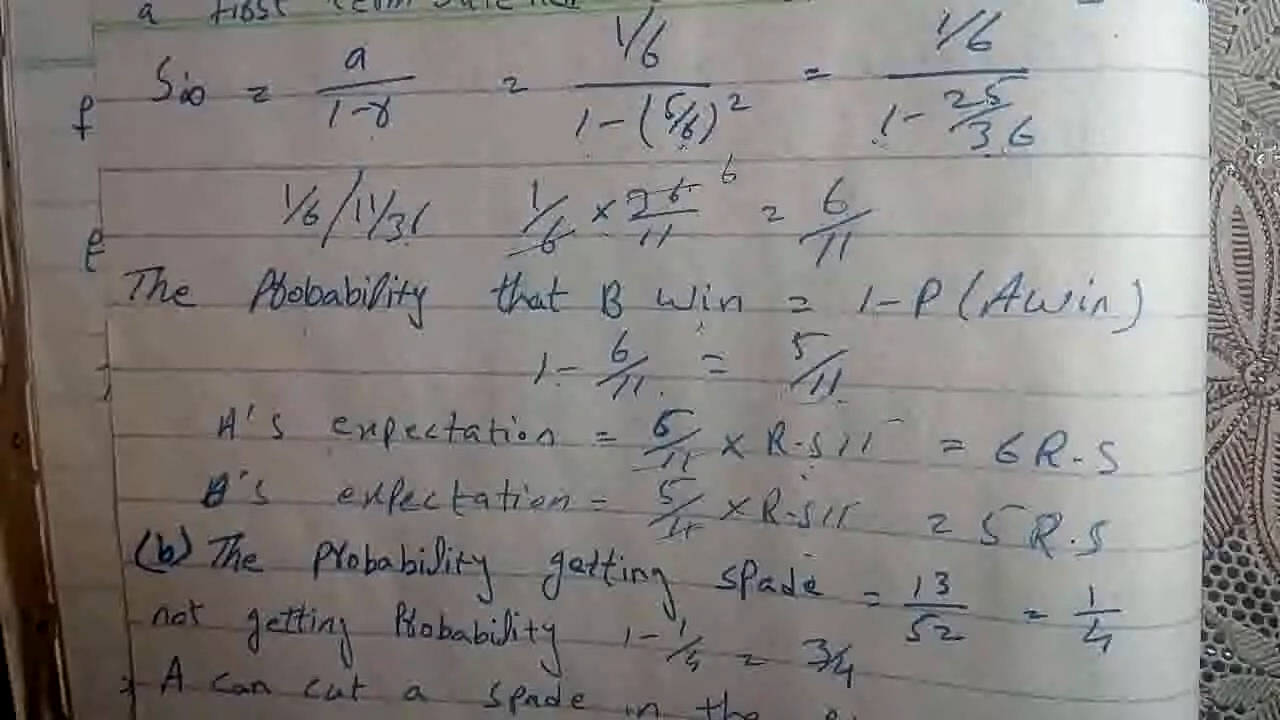 a first term
S∞ = a/1-r = 1/6 / 1-(5/6)² = 1/6 / 1-25/36
1/6 / 11/36 1/6 × 36/11 6 = 6/11
The Probability that B win = 1-P(A win)
1- 6/11 = 5/11
A's expectation = 6/11 × R.S 11 = 6 R.S
B's expectation = 5/11 × R.S 11 = 5 R.S
(b) The Probability getting spade = 13/52 = 1/4
not getting Probability 1-1/4 = 3/4
A can cut a spade in the